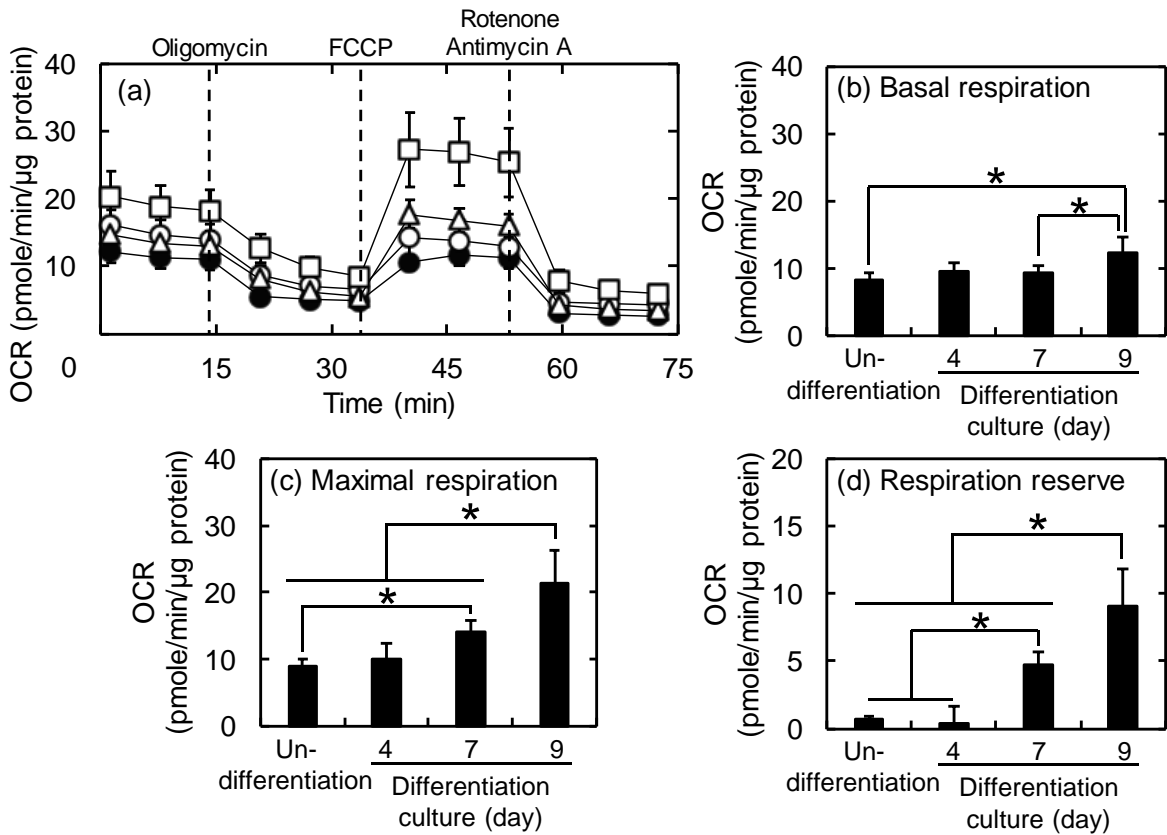 Rotenone
Oligomycin FCCP Antimycin A
OCR (pmole/min/µg protein)
40
30
20
10
0
(a)
15 30 45 60 75
Time (min)
(b) Basal respiration
OCR
(pmole/min/µg protein)
40
30
20
10
0
*
*
Un-
differentiation
4 7 9
Differentiation
culture (day)
(c) Maximal respiration
OCR
(pmole/min/µg protein)
40
30
20
10
0
*
*
Un-
differentiation
4 7 9
Differentiation
culture (day)
(d) Respiration reserve
OCR
(pmole/min/µg protein)
20
15
10
5
0
*
*
Un-
differentiation
4 7 9
Differentiation
culture (day)